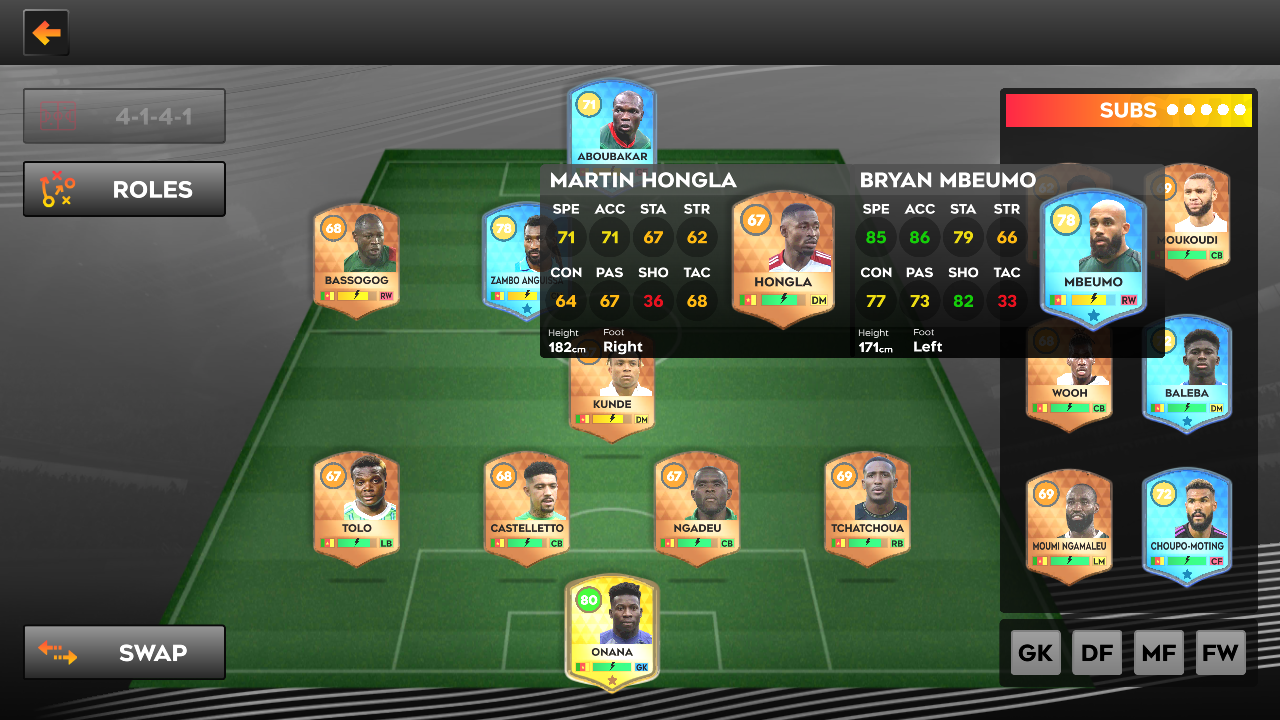 4-1-4-1
ROLES
SUBS
71
ABOUBAKAR
MARTIN HONGLA
SPE ACC STA STR
71 71 67 62
CON PAS SHO TAC
64 67 36 68
Height Foot
182cm Right
67
HONGLA
DM
BRYAN MBEUMO
SPE ACC STA STR
85 86 79 66
CON PAS SHO TAC
77 73 82 33
Height Foot
171cm Left
78
MBEUMO
RW
MOUKOUDI
CB
68
BASSOGOG
RW
78
ZAMBO ANGUISSA
KUNDE
DM
68
WOOH
CB
BALEBA
DM
67
TOLO
LB
68
CASTELLETTO
CB
67
NGADEU
CB
69
TCHATCHOUA
RB
69
MOUMI NGAMALEU
LM
72
CHOUPO-MOTING
CF
80
ONANA
GK
SWAP
GK DF MF FW